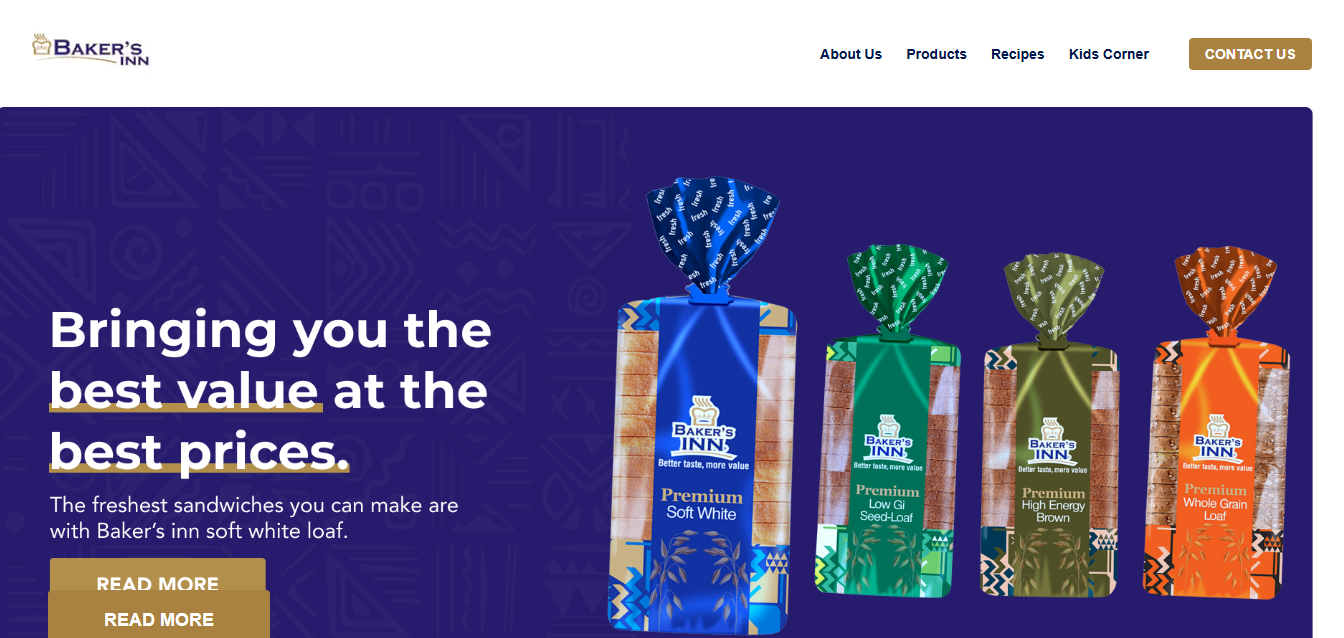 BAKER'S
INN
About Us
Products
Recipes
Kids Corner
CONTACT US
Bringing you the
best value at the
best prices.
The freshest sandwiches you can make are
with Baker's inn soft white loaf.
READ MORE
READ MORE
fresh
BAKER'S
INN
Better taste, more value
Premium
Soft White
fresh
BAKER'S
INN
Better taste, more value
Premium
Low Gi
Seed-Loaf
fresh
BAKER'S
INN
Better taste, more value
Premium
High Energy
Brown
fresh
BAKER'S
INN
Better taste, more value
Premium
Whole Grain
Loaf